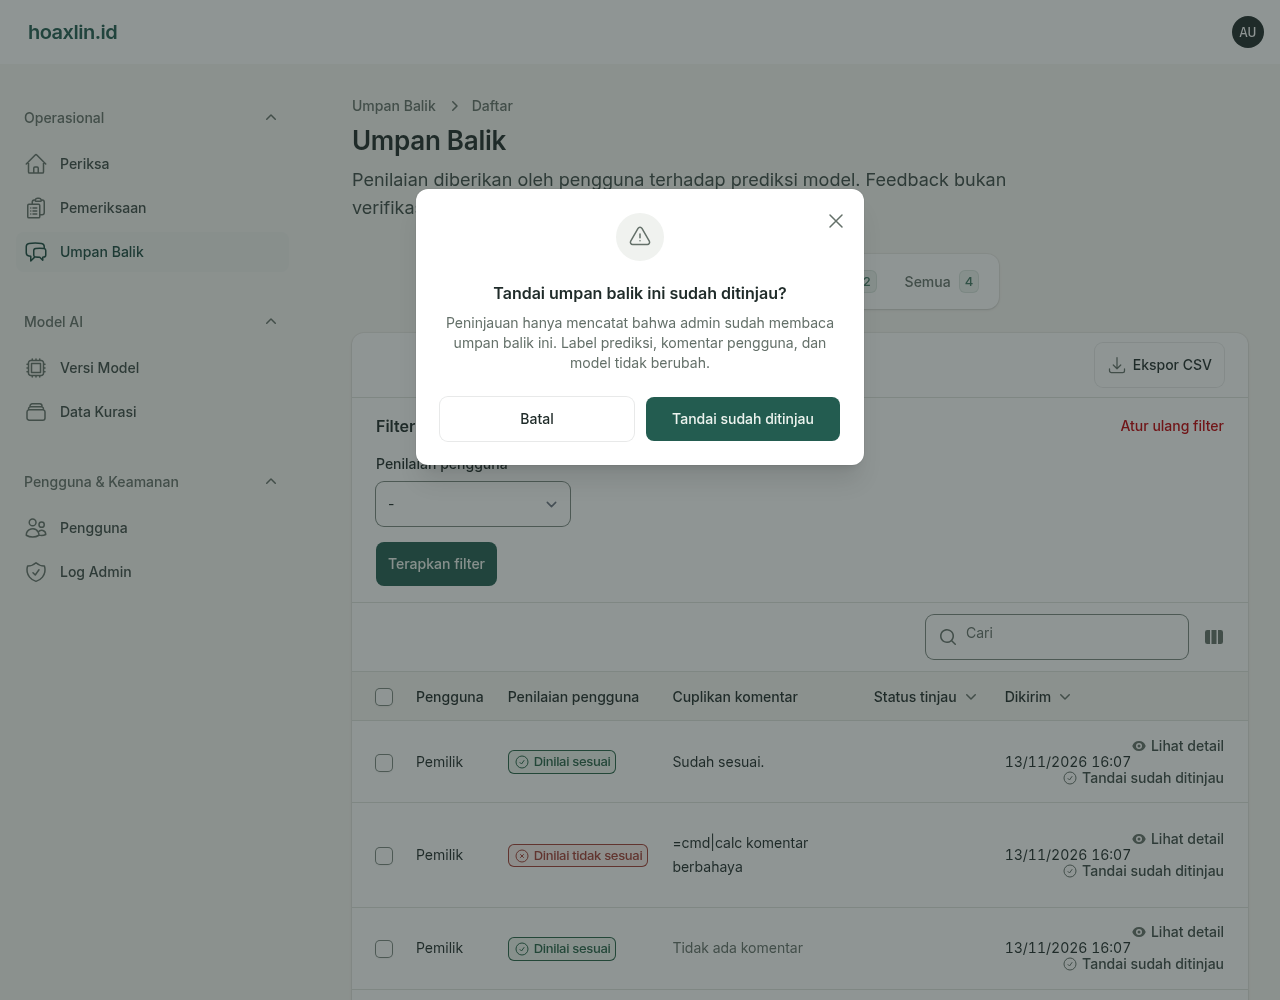 hoaxlin.id
AU
Operasional
Periksa
Pemeriksaan
Umpan Balik
Model AI
Versi Model
Data Kurasi
Pengguna & Keamanan
Pengguna
Log Admin
Umpan Balik > Daftar
Umpan Balik
Penilaian diberikan oleh pengguna terhadap prediksi model. Feedback bukan
2 Semua 4
Tandai umpan balik ini sudah ditinjau?
Peninjauan hanya mencatat bahwa admin sudah membaca
umpan balik ini. Label prediksi, komentar pengguna, dan
model tidak berubah.
Batal Tandai sudah ditinjau
Ekspor CSV
Filter Atur ulang filter
Penilaian pengguna
-
Terapkan filter
Cari
Pengguna Penilaian pengguna Cuplikan komentar Status tinjau Dikirim
Pemilik Dinilai sesuai Sudah sesuai. 13/11/2026 16:07
Lihat detail
Tandai sudah ditinjau
Pemilik Dinilai tidak sesuai =cmd|calc komentar
berbahaya
13/11/2026 16:07
Lihat detail
Tandai sudah ditinjau
Pemilik Dinilai sesuai Tidak ada komentar 13/11/2026 16:07
Lihat detail
Tandai sudah ditinjau